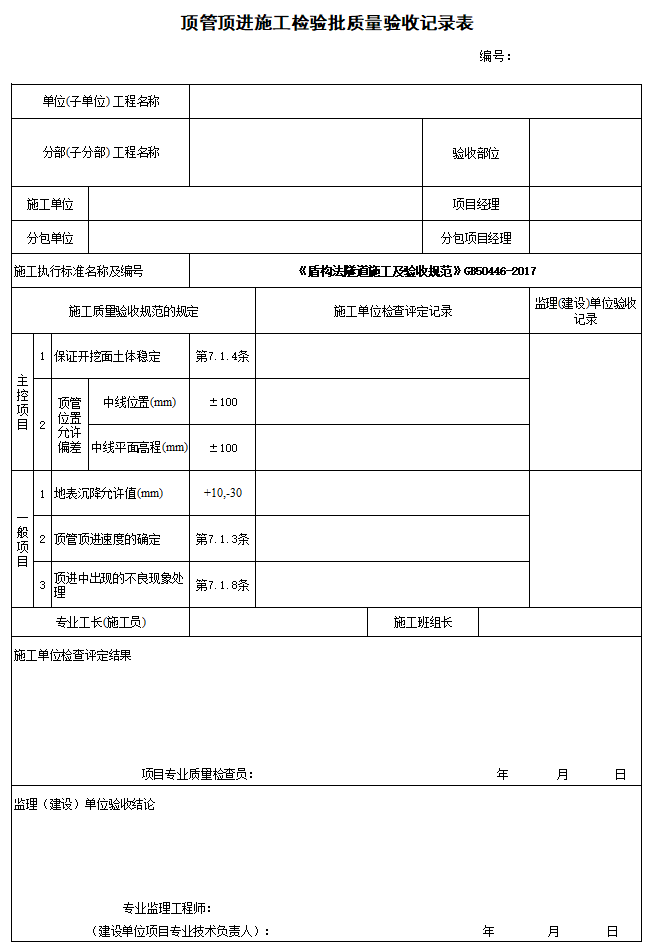 顶管顶进施工检验批质量验收记录表
编号：
单位(子单位)工程名称
分部(子分部)工程名称 验收部位
施工单位 项目经理
分包单位 分包项目经理
施工执行标准名称及编号 《盾构法隧道施工及验收规范》GB50446-2017
施工质量验收规范的规定 施工单位检查评定记录 监理(建设)单位验收
记录
主控项目
1 保证开挖面土体稳定 第7.1.4条
2 顶管位置允许偏差 中线位置(mm) ±100
中线平面高程(mm) ±100
一般项目
1 地表沉降允许值(mm) +10,-30
2 顶管顶进速度的确定 第7.1.3条
3 顶进中出现的不良现象处
理 第7.1.8条
专业工长(施工员) 施工班组长
施工单位检查评定结果
项目专业质量检查员： 年 月 日
监理（建设）单位验收结论
专业监理工程师：
（建设单位项目专业技术负责人）： 年 月 日